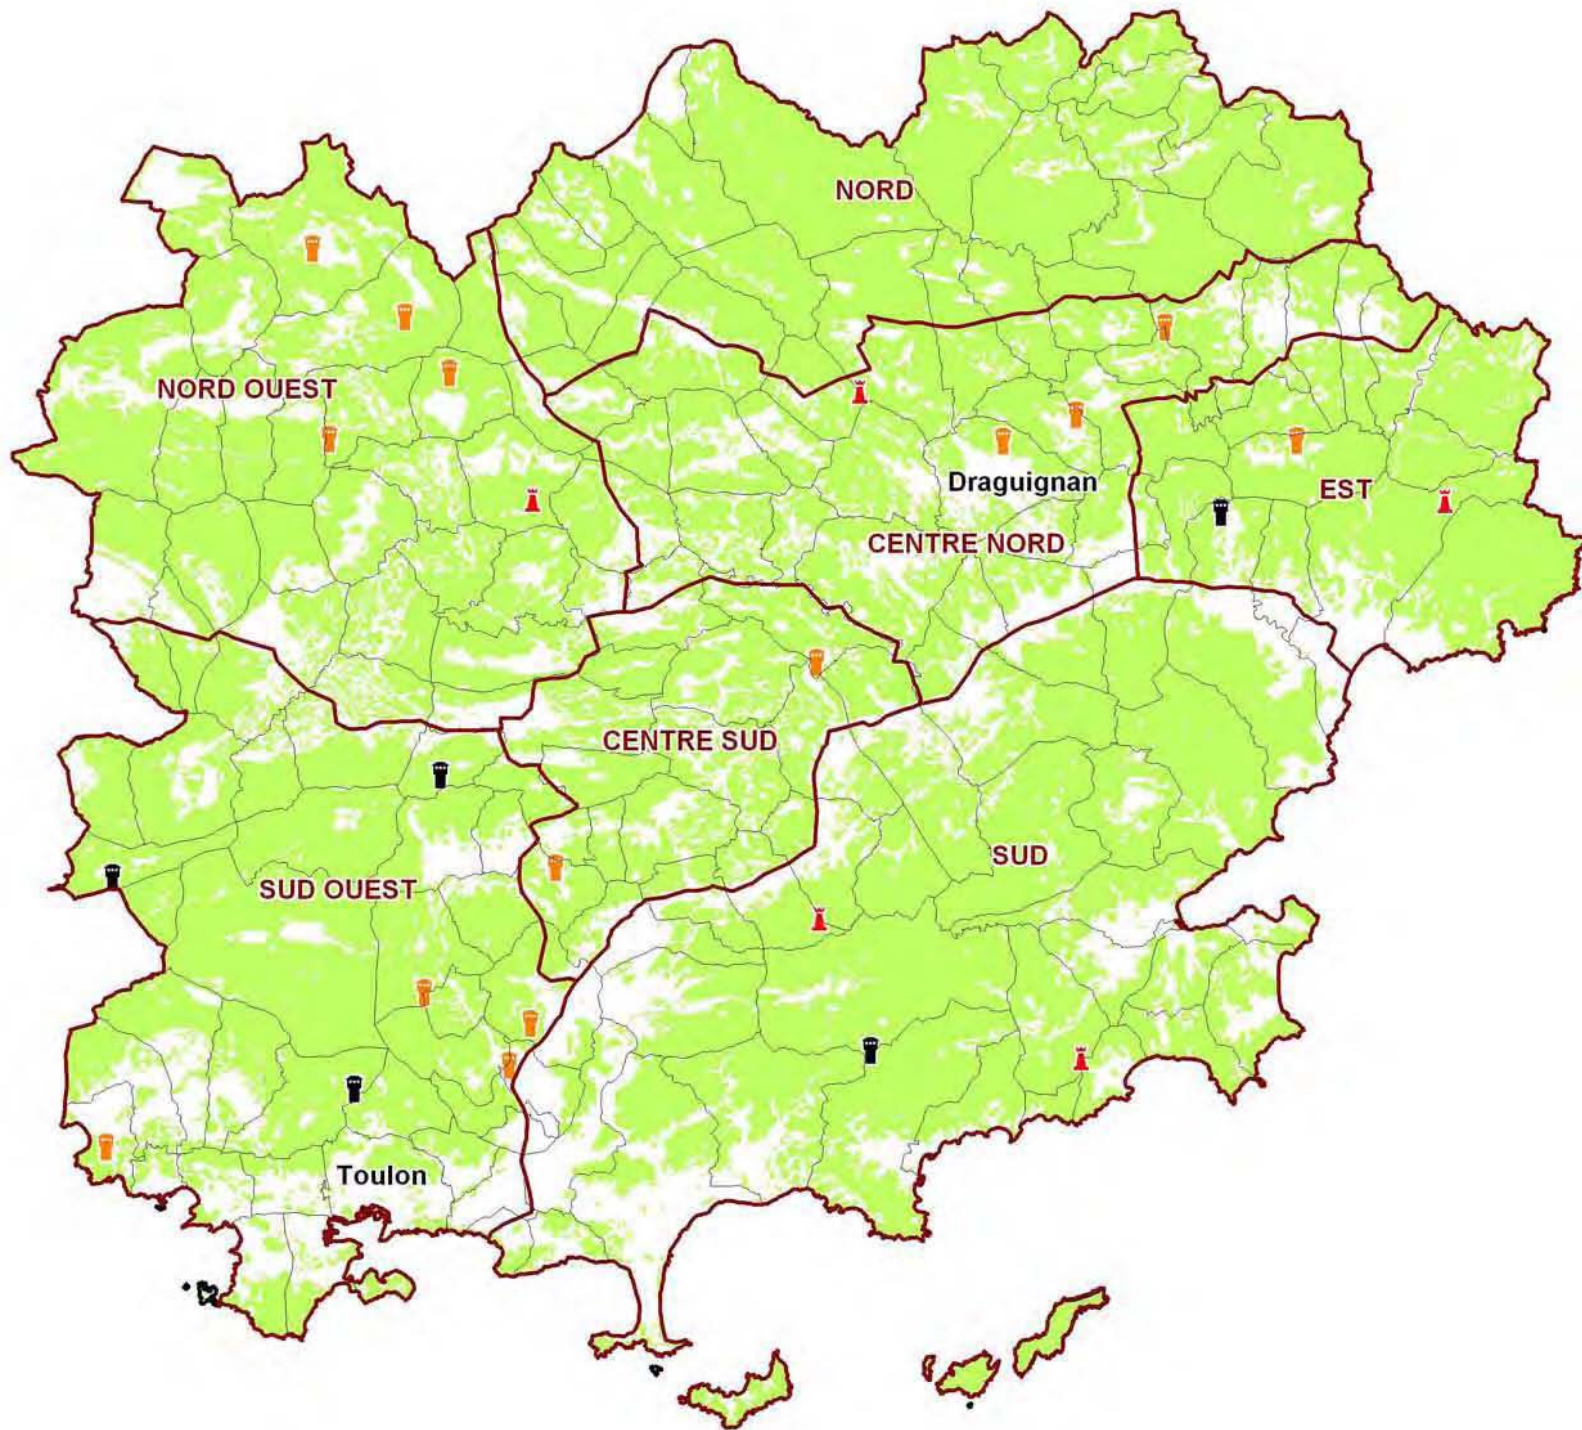 NORD
NORD OUEST
Draguignan
EST
CENTRE NORD
CENTRE SUD
SUD
SUD OUEST
Toulon